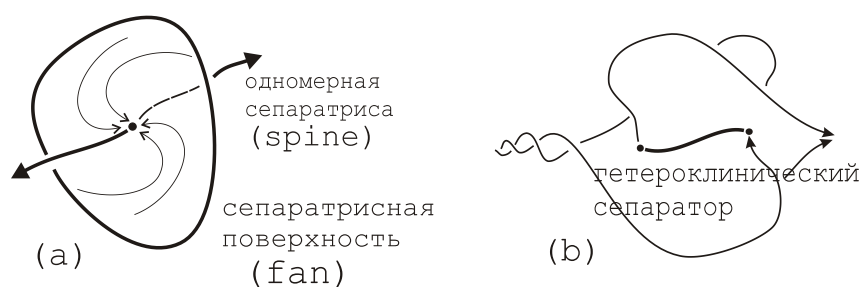 одномерная
сепаратриса
(spine)
сепаратрисная
поверхность
(fan)
(a)
гетероклинический
сепаратор
(b)